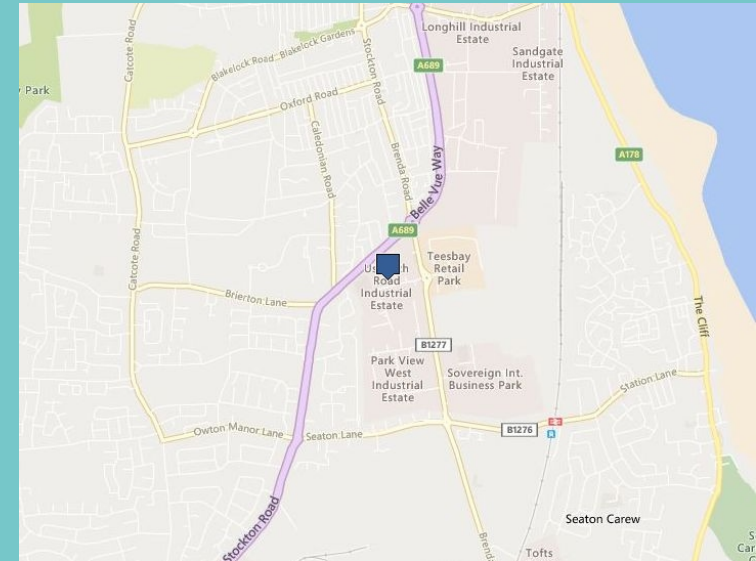 Longhill Industrial
Estate
Sandgate
Industrial
Estate
Catcote Road
Blakelock Road
Blakelock Gardens
Stockton Road
A689
Park
Oxford Road
Caledonian Road
Brenda Road
Belle Vue Way
A178
A689
Teesbay
Retail
Park
Road
Industrial
Estate
Catcote Road
Brierton Lane
The Cliff
B1277
Park View
West
Industrial
Estate
Sovereign Int.
Business Park
Station Lane
Owton Manor Lane
Seaton Lane
B1276
Stockton Road
Seaton Carew
Tofts